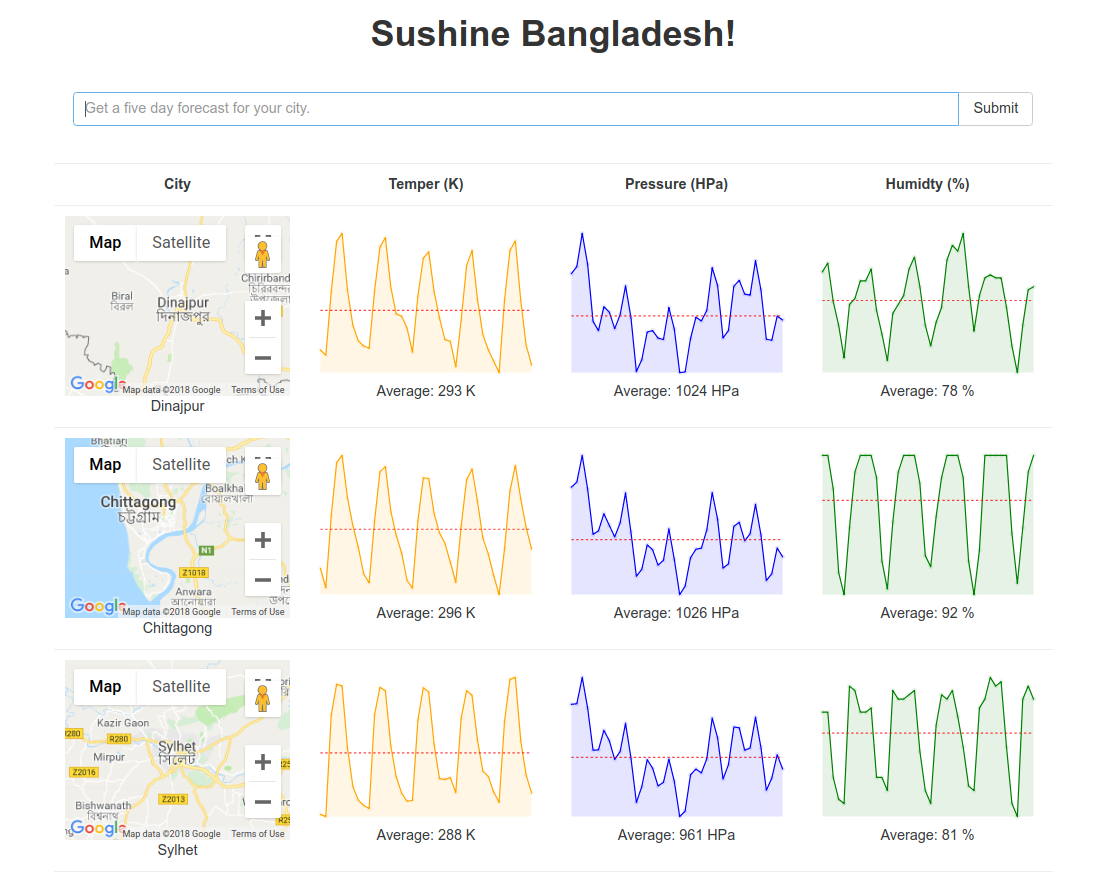 Sushine Bangladesh!
Get a five day forecast for your city.
Submit
City Temper (K) Pressure (HPa) Humidty (%)
Map Satellite
Chirirband
Biral
বিরল
Dinajpur
দিনাজপুর
Google Map data ©2018 Google Terms of Use
Dinajpur
Average: 293 K
Average: 1024 HPa
Average: 78 %
Bhatiari
Map Satellite
Chittagong
চট্টগ্রাম
Boalkha
বোয়ালখালী
N1
Z1018
Anwara
আনোয়ারা
Google Map data ©2018 Google Terms of Use
Chittagong
Average: 296 K
Average: 1026 HPa
Average: 92 %
Map Satellite
Kazir Gaon
R280
R280
Mirpur
Sylhet
সিলেট
Z2016
Z2013
Bishwanath
বিশ্বনাথ
Google Map data ©2018 Google Terms of Use
Sylhet
Average: 288 K
Average: 961 HPa
Average: 81 %